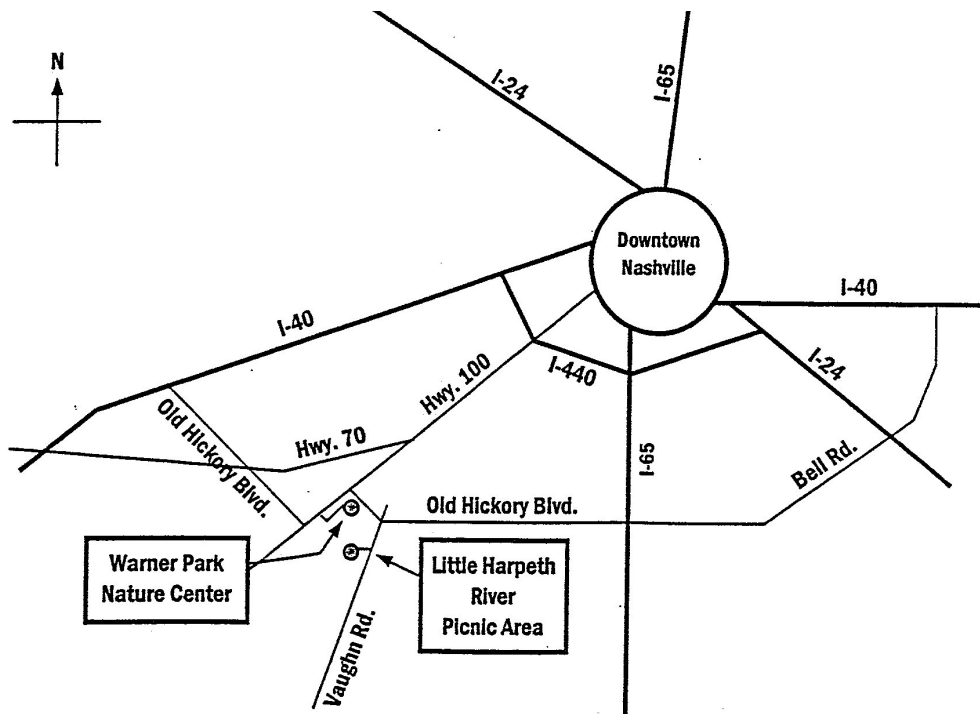 N
I-24
I-65
Downtown
Nashville
I-40
I-40
I-440
Hwy. 100
I-24
Old Hickory Blvd.
Hwy. 70
I-65
Bell Rd.
Old Hickory Blvd.
Warner Park
Nature Center
Little Harpeth
River
Picnic Area
Vaughn Rd.